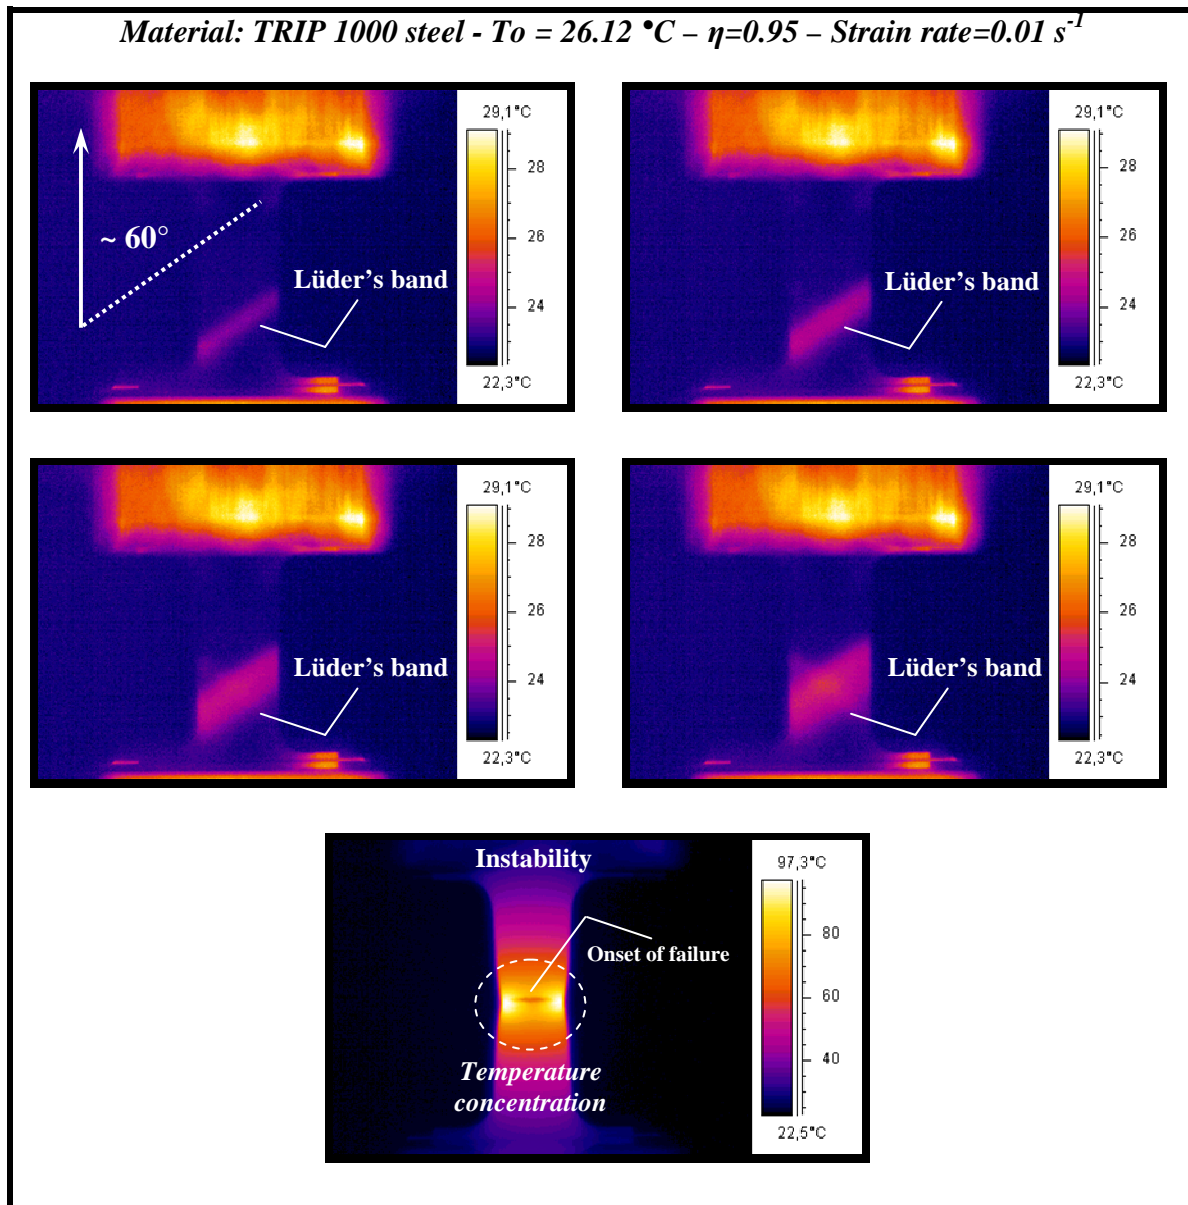 Material: TRIP 1000 steel - To = 26.12 °C – η=0.95 – Strain rate=0.01 s⁻¹
29,1°C
28
26
24
22,3°C
~ 60°
Lüder’s band
29,1°C
28
26
24
22,3°C
Lüder’s band
29,1°C
28
26
24
22,3°C
Lüder’s band
29,1°C
28
26
24
22,3°C
Lüder’s band
Instability
Onset of failure
Temperature
concentration
97,3°C
80
60
40
22,5°C